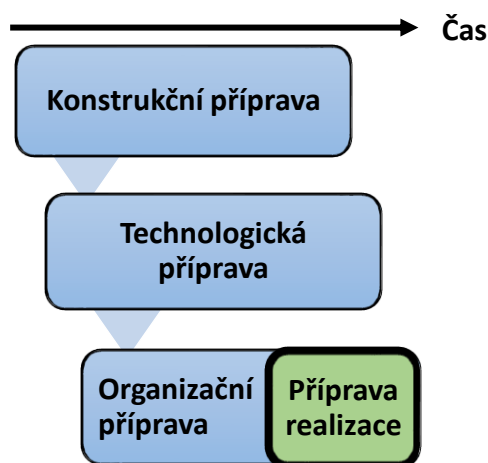 Čas
Konstrukční příprava
Technologická
příprava
Organizační
příprava
Příprava
realizace